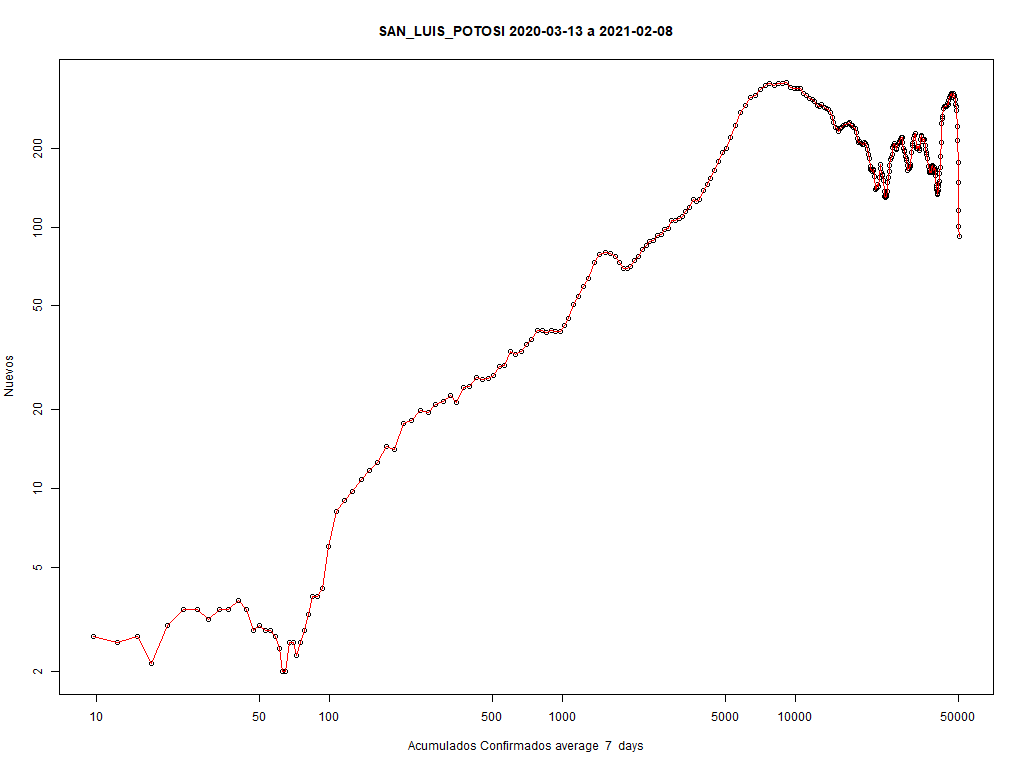 SAN_LUIS_POTOSI 2020-03-13 a 2021-02-08
Nuevos
200
100
50
20
10
5
2
10 50 100 500 1000 5000 10000 50000
Acumulados Confirmados average 7 days